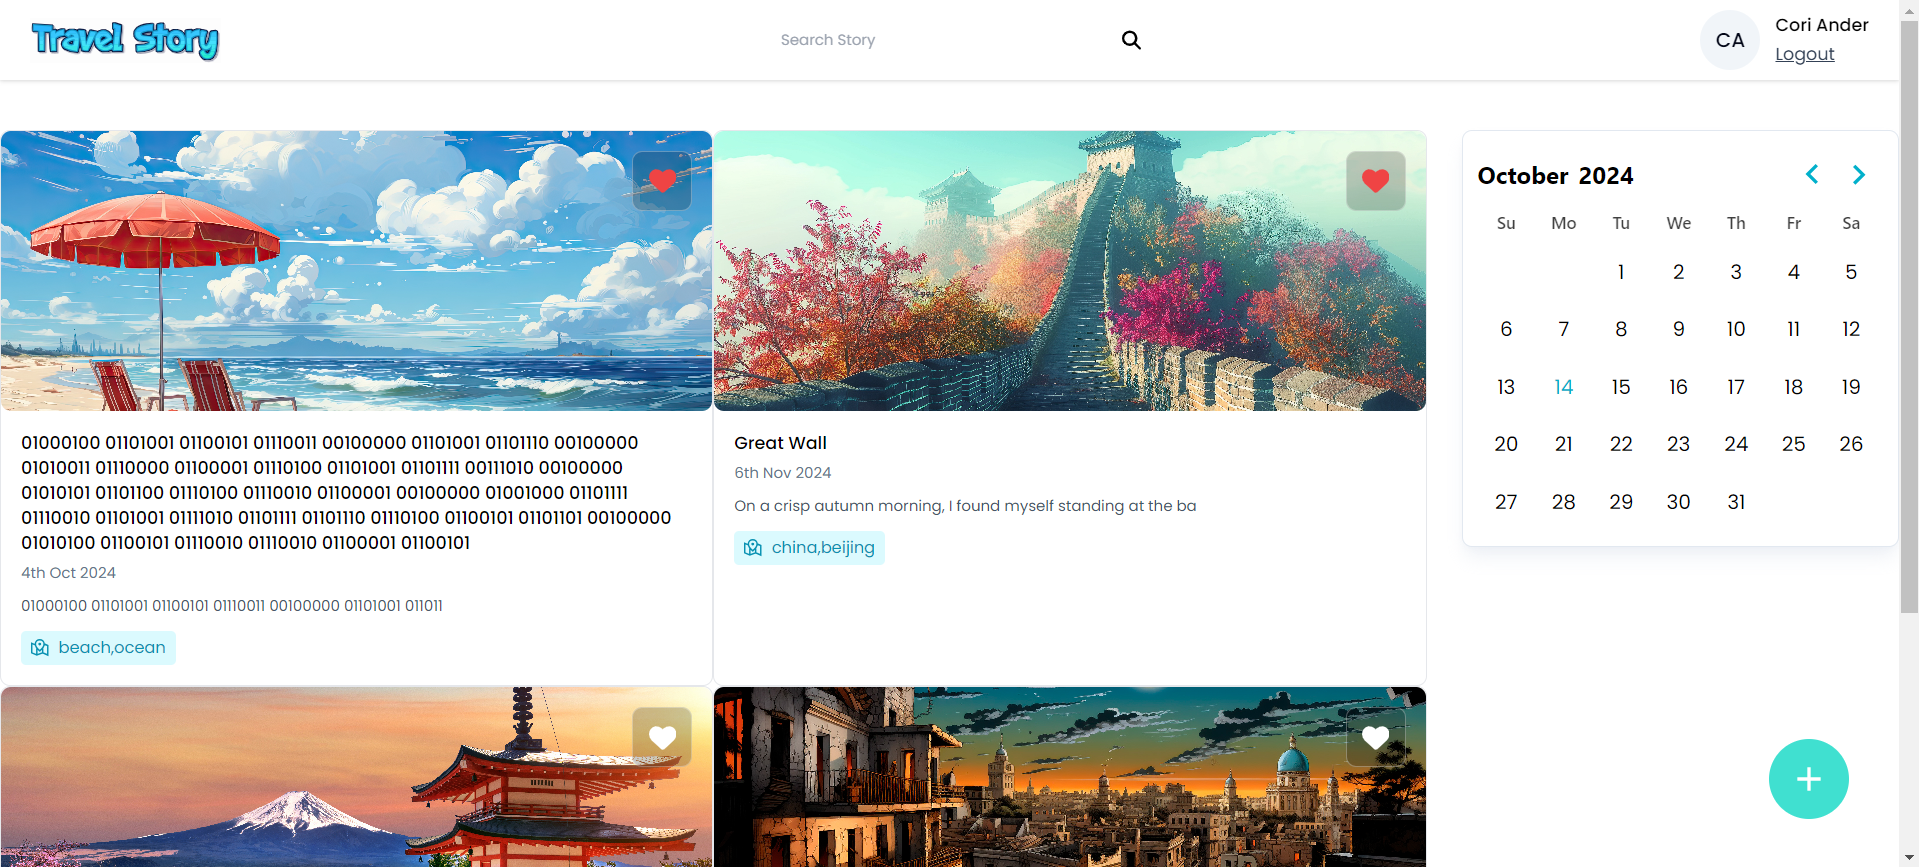 Travel Story
Search Story
CA
Cori Ander
Logout
01000100 01101001 01100101 01110011 00100000 01101001 01101110 00100000
01010011 01110000 01100001 01110100 01101001 01101111 00111010 00100000
01010101 01101100 01110100 01110010 01100001 00100000 01001000 01101111
01110010 01101001 01111010 01101111 01101110 01110100 01100101 01101101 00100000
01010100 01100101 01110010 01110010 01100001 01100101
4th Oct 2024
01000100 01101001 01100101 01110011 00100000 01101001 011011
beach,ocean
Great Wall
6th Nov 2024
On a crisp autumn morning, I found myself standing at the ba
china,beijing
October 2024
Su Mo Tu We Th Fr Sa
1 2 3 4 5
6 7 8 9 10 11 12
13 14 15 16 17 18 19
20 21 22 23 24 25 26
27 28 29 30 31